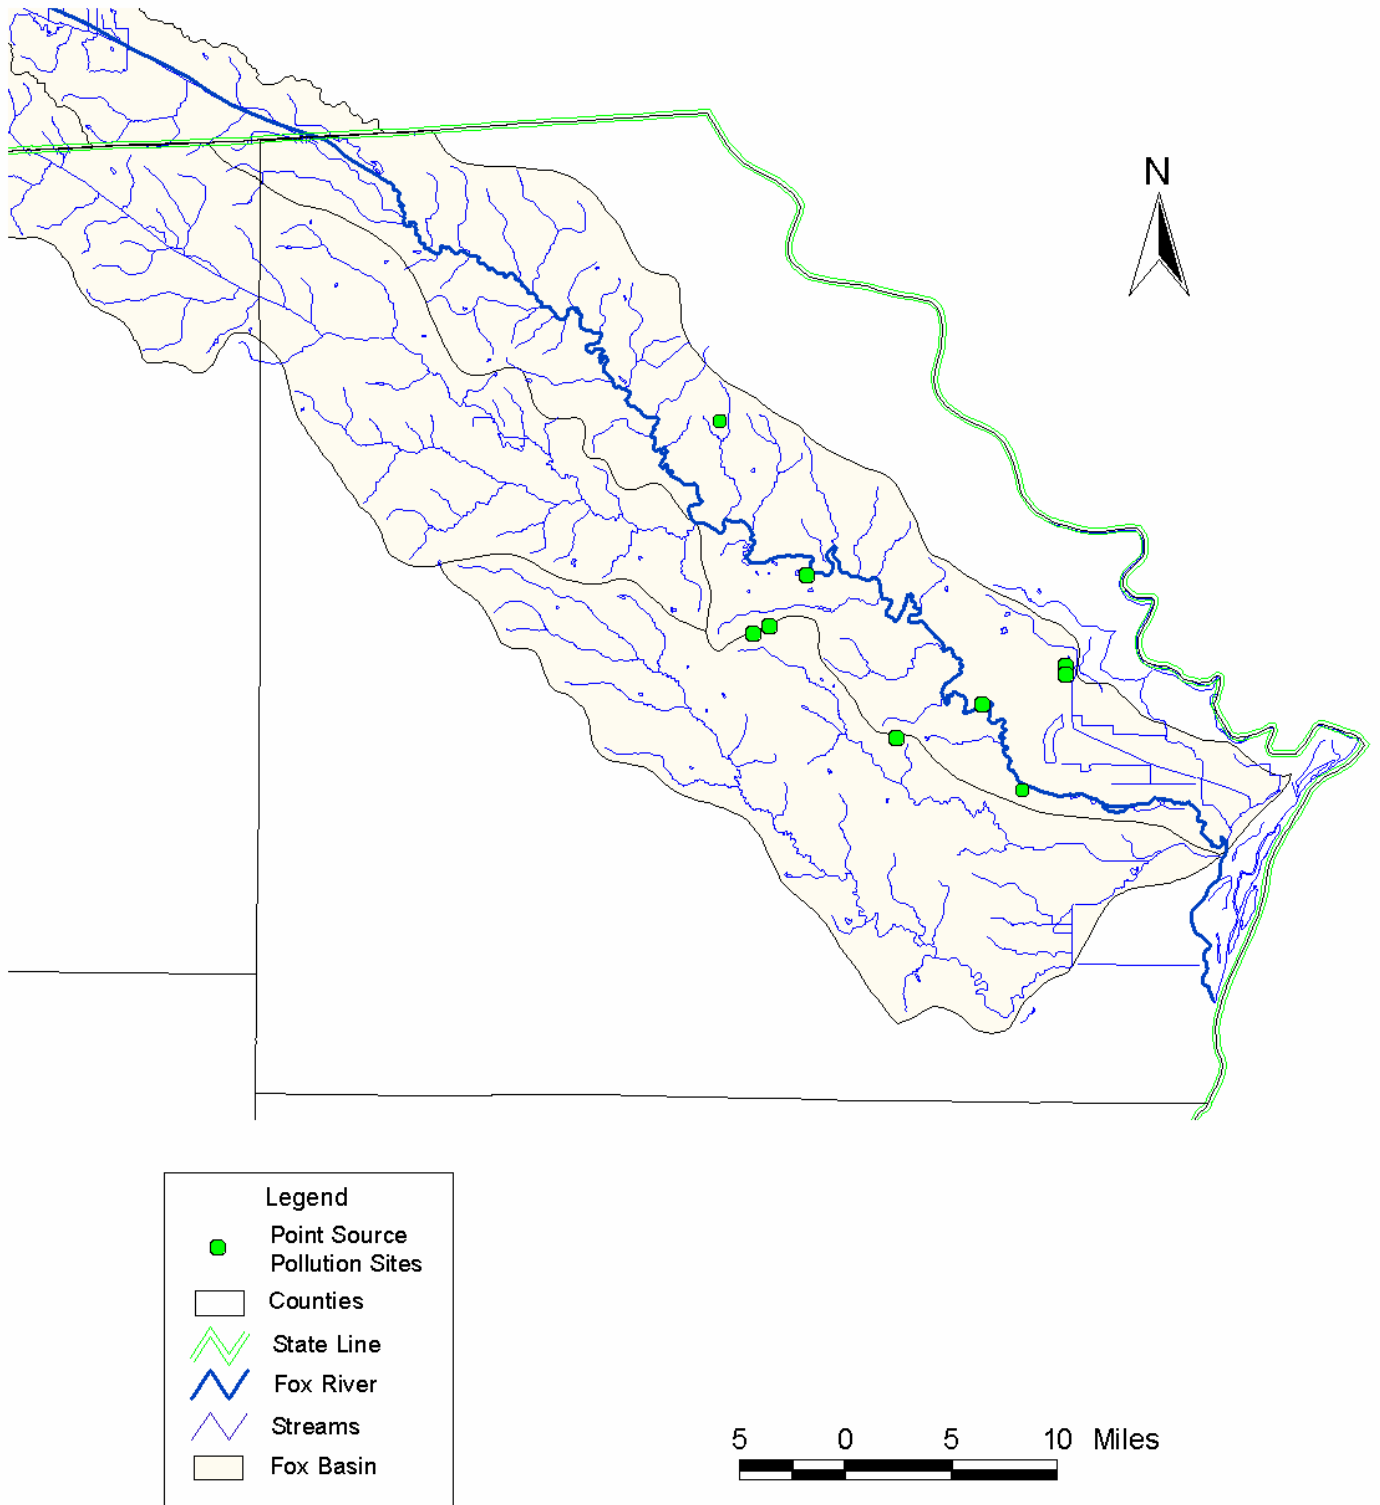 N
Legend
Point Source
Pollution Sites
Counties
State Line
Fox River
Streams
Fox Basin
5 0 5 10 Miles